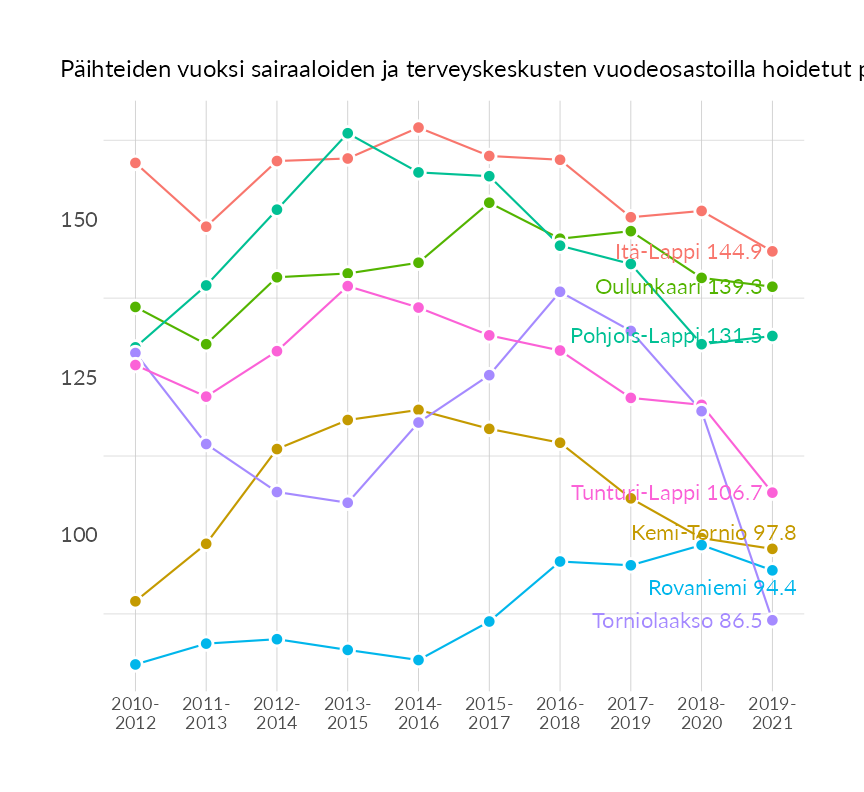 Päihteiden vuoksi sairaaloiden ja terveyskeskusten vuodeosastoilla hoidetut
150
125
100
Itä-Lappi 144.9
Oulunkaari 139.3
Pohjois-Lappi 131.5
Tunturi-Lappi 106.7
Kemi-Tornio 97.8
Rovaniemi 94.4
Torniolaakso 86.5
2010- 2011- 2012- 2013- 2014- 2015- 2016- 2017- 2018- 2019-
2012 2013 2014 2015 2016 2017 2018 2019 2020 2021